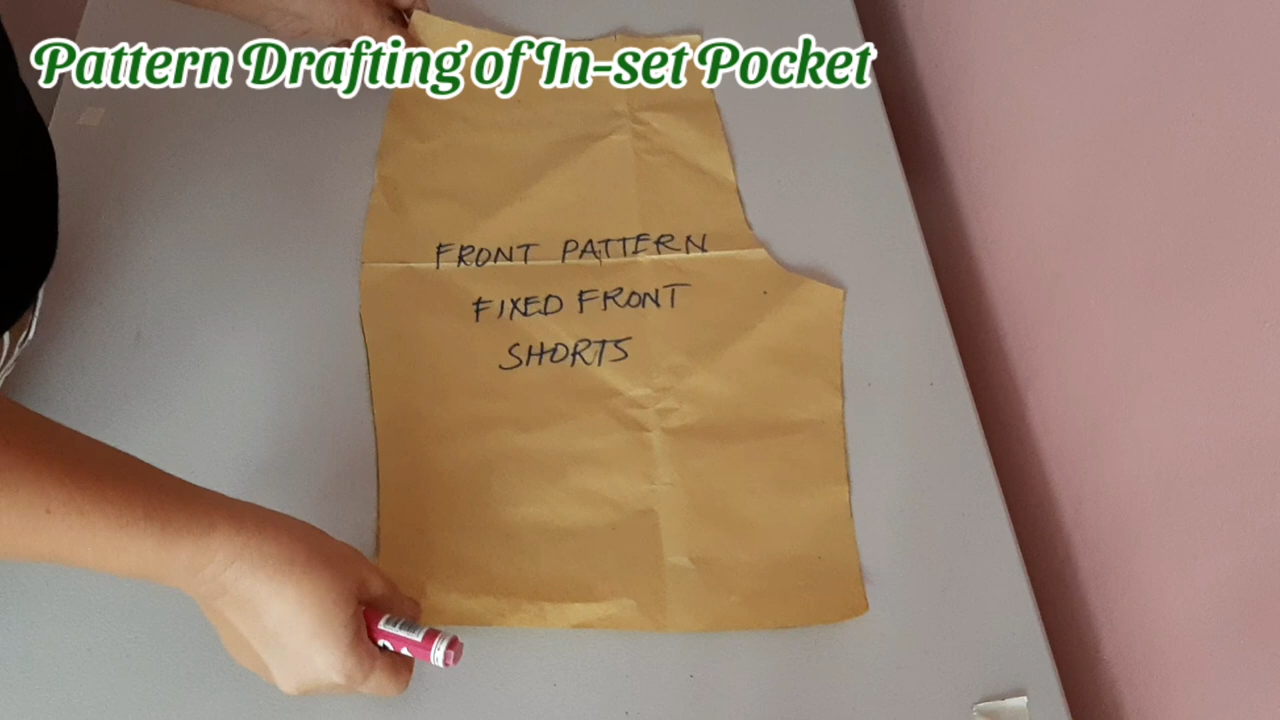 Pattern Drafting of In-set Pocket
FRONT PATTERN
FIXED FRONT
SHORTS